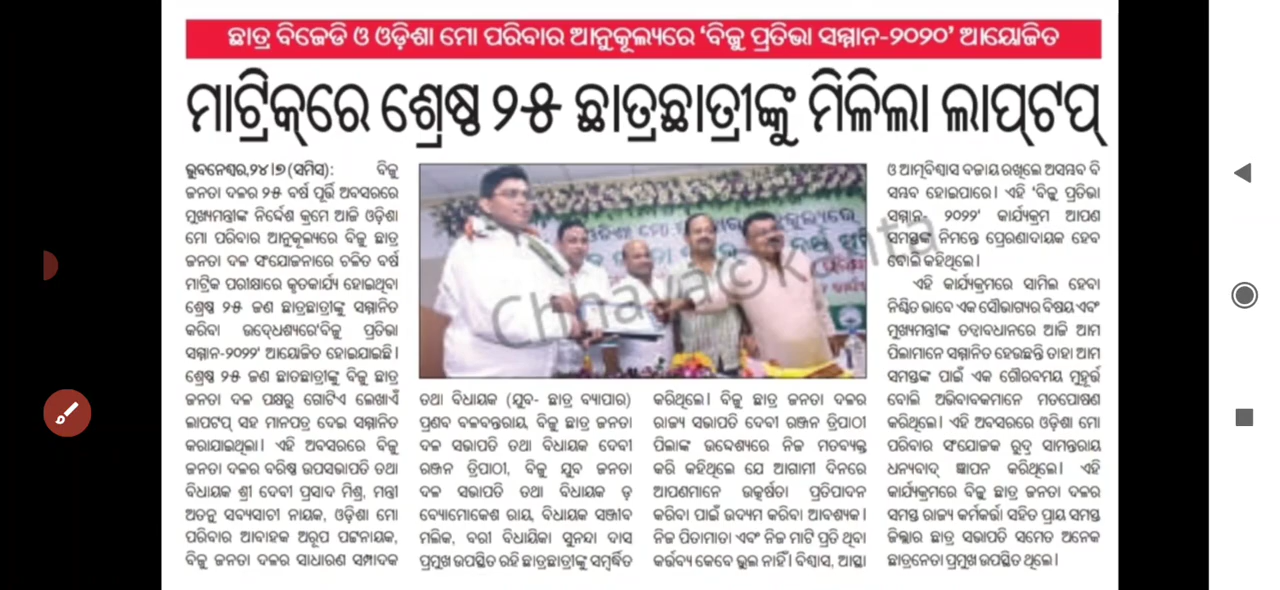 ଛାତ୍ର ବିଜେଡି ଓ ଓଡ଼ିଶା ମୋ ପରିବାର ଆନୁକୂଲ୍ୟରେ ‘ବିଜୁ ପ୍ରତିଭା ସମ୍ମାନ-୨୦୨୦’ ଆୟୋଜିତ
ମାଟ୍ରିକ୍‌ରେ ଶ୍ରେଷ୍ଠ ୨୫ ଛାତ୍ରଛାତ୍ରୀଙ୍କୁ ମିଳିଲା ଲାପ୍‌ଟପ୍
ଭୁବନେଶ୍ୱର,୨୪।୭(ସମିସ): ବିଜୁ
ଜନତା ଦଳର ୨୫ ବର୍ଷ ପୂର୍ତ୍ତି ଅବସରରେ
ମୁଖ୍ୟମନ୍ତ୍ରୀଙ୍କ ନିର୍ଦ୍ଦେଶ କ୍ରମେ ଆଜି ଓଡ଼ିଶା
ମୋ ପରିବାର ଆନୁକୂଲ୍ୟରେ ବିଜୁ ଛାତ୍ର
ଜନତା ଦଳ ସଂଯୋଜନାରେ ଚଳିତ ବର୍ଷ
ମାଟ୍ରିକ ପରୀକ୍ଷାରେ କୃତକାର୍ଯ୍ୟ ହୋଇଥିବା
ଶ୍ରେଷ୍ଠ ୨୫ ଜଣ ଛାତ୍ରଛାତ୍ରୀଙ୍କୁ ସମ୍ମାନିତ
କରିବା ଉଦ୍ଧେଶ୍ୟରେ‘ବିଜୁ ପ୍ରତିଭା
ସମ୍ମାନ-୨୦୨୨’ ଆୟୋଜିତ ହୋଇଯାଇଛି।
ଶ୍ରେଷ୍ଠ ୨୫ ଜଣ ଛାତଛାତ୍ରୀଙ୍କୁ ବିଜୁ ଛାତ୍ର
ଜନତା ଦଳ ପକ୍ଷରୁ ଗୋଟିଏ ଲେଖାଏଁ
ଲାପଟପ୍ ସହ ମାନପତ୍ର ଦେଇ ସମ୍ମାନିତ
କରାଯାଇଥିଲା। ଏହି ଅବସରରେ ବିଜୁ
ଜନତା ଦଳର ବରିଷ୍ଠ ଉପସଭାପତି ତଥା
ବିଧାୟକ ଶ୍ରୀ ଦେବୀ ପ୍ରସାଦ ମିଶ୍ର, ମନ୍ତ୍ରୀ
ଅତନୁ ସବ୍ୟସାଚୀ ନାୟକ, ଓଡ଼ିଶା ମୋ
ପରିବାର ଆବାହକ ଅରୂପ ପଟ୍ଟନାୟକ,
ବିଜୁ ଜନତା ଦଳର ସାଧାରଣ ସମ୍ପାଦକ
ତଥା ବିଧାୟକ (ଯୁବ- ଛାତ୍ର ବ୍ୟାପାର)
ପ୍ରଣବ ବଳବନ୍ତରାୟ, ବିଜୁ ଛାତ୍ର ଜନତା
ଦଳ ସଭାପତି ତଥା ବିଧାୟକ ଦେବୀ
ରଞ୍ଜନ ତ୍ରିପାଠୀ, ବିଜୁ ଯୁବ ଜନତା
ଦଳ ସଭାପତି ତଥା ବିଧାୟକ ଡ଼
ବ୍ୟୋମୋକେଶ ରାୟ, ବିଧାୟକ ସଞ୍ଜୀବ
ମଲିକ, ବରୀ ବିଧାୟିକା ସୁନନ୍ଦା ଦାସ
ପ୍ରମୁଖ ଉପସ୍ଥିତ ରହି ଛାତ୍ରଛାତ୍ରୀଙ୍କୁ ସମ୍ବର୍ଦ୍ଧିତ
କରିଥିଲେ। ବିଜୁ ଛାତ୍ର ଜନତା ଦଳର
ରାଜ୍ୟ ସଭାପତି ଦେବୀ ରଞ୍ଜନ ତ୍ରିପାଠୀ
ପିଲାଙ୍କ ଉଦ୍ଦେଶ୍ୟରେ ନିଜ ମତବ୍ୟକ୍ତ
କରି କହିଥିଲେ ଯେ ଆଗାମୀ ଦିନରେ
ଆପଣମାନେ ଉତ୍କର୍ଷତା ପ୍ରତିପାଦନ
କରିବା ପାଇଁ ଉଦ୍ୟମ କରିବା ଆବଶ୍ୟକ।
ନିଜ ପିତାମାତା ଏବଂ ନିଜ ମାଟି ପ୍ରତି ଥିବା
କର୍ତ୍ତବ୍ୟ କେବେ ଭୁଲ ନାହିଁ। ବିଶ୍ୱାସ, ଆସ୍ଥା
ଓ ଆତ୍ମବିଶ୍ୱାସ ବଜାୟ ରଖିଲେ ଅସମ୍ଭବ ବି
ସମ୍ଭବ ହୋଇପାରେ। ଏହି ‘ବିଜୁ ପ୍ରତିଭା
ସମ୍ମାନ- ୨୦୨୨’ କାର୍ଯ୍ୟକ୍ରମ ଆପଣ
ସମସ୍ତଙ୍କ ନିମନ୍ତେ ପ୍ରେରଣାଦାୟକ ହେବ
ବୋଲି କହିଥିଲେ।
ଏହି କାର୍ଯ୍ୟକ୍ରମରେ ସାମିଲ ହେବା
ନିଶ୍ଚିତ ଭାବେ ଏକ ସୌଭାଗ୍ୟର ବିଷୟ ଏବଂ
ମୁଖ୍ୟମନ୍ତ୍ରୀଙ୍କ ତତ୍ତ୍ୱାବଧାନରେ ଆଜି ଆମ
ପିଲାମାନେ ସମ୍ମାନିତ ହେଉଛନ୍ତି ତାହା ଆମ
ସମସ୍ତଙ୍କ ପାଇଁ ଏକ ଗୌରବମୟ ମୁହୂର୍ତ୍ତ
ବୋଲି ଅଭିବାବକମାନେ ମତପୋଷଣ
କରିଥିଲେ। ଏହି ଅବସରରେ ଓଡ଼ିଶା ମୋ
ପରିବାର ସଂଯୋଜକ ରୁଦ୍ର ସାମନ୍ତରାୟ
ଧନ୍ୟବାଦ୍ ଜ୍ଞାପନ କରିଥିଲେ। ଏହି
କାର୍ଯ୍ୟକ୍ରମରେ ବିଜୁ ଛାତ୍ର ଜନତା ଦଳର
ସମସ୍ତ ରାଜ୍ୟ କର୍ମକର୍ତ୍ତା ସହିତ ପ୍ରାୟ ସମସ୍ତ
ଜିଲ୍ଲାର ଛାତ୍ର ସଭାପତି ସମେତ ଅନେକ
ଛାତ୍ରନେତା ପ୍ରମୁଖ ଉପସ୍ଥିତ ଥିଲେ।